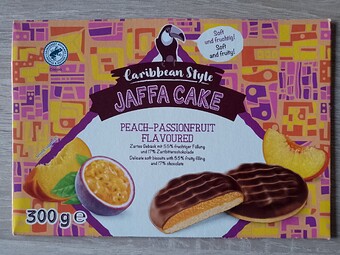 Soft
and fruchtig!
Soft
and fruity!
Caribbean Style
JAFFA CAKE
PEACH-PASSIONFRUIT
FLAVOURED
Zartes Gebäck mit 55% fruchtiger Füllung
und 17% Zartbitterschokolade
Delicate soft biscuits with 55% fruity filling
and 17% chocolate
300g e